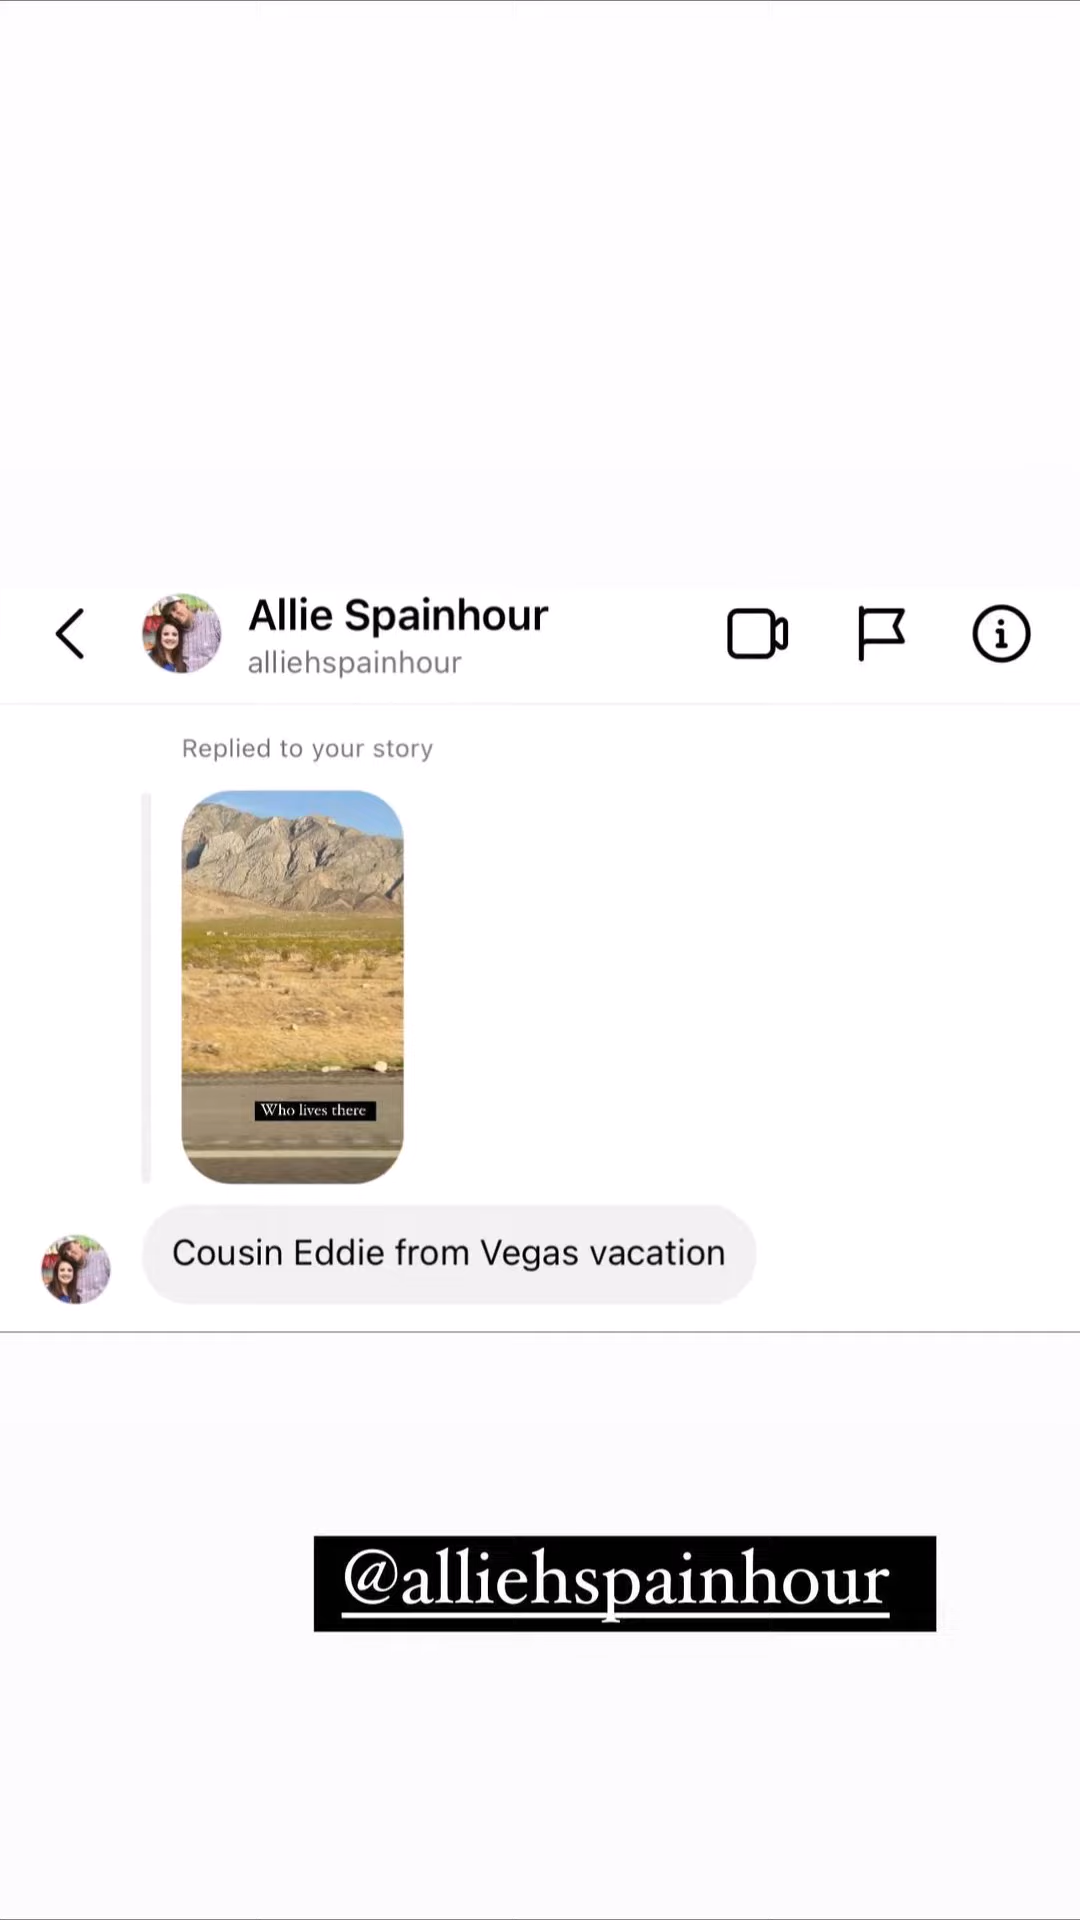 Allie Spainhour
alliehspainhour
Replied to your story
Who lives there
Cousin Eddie from Vegas vacation
@alliehspainhour